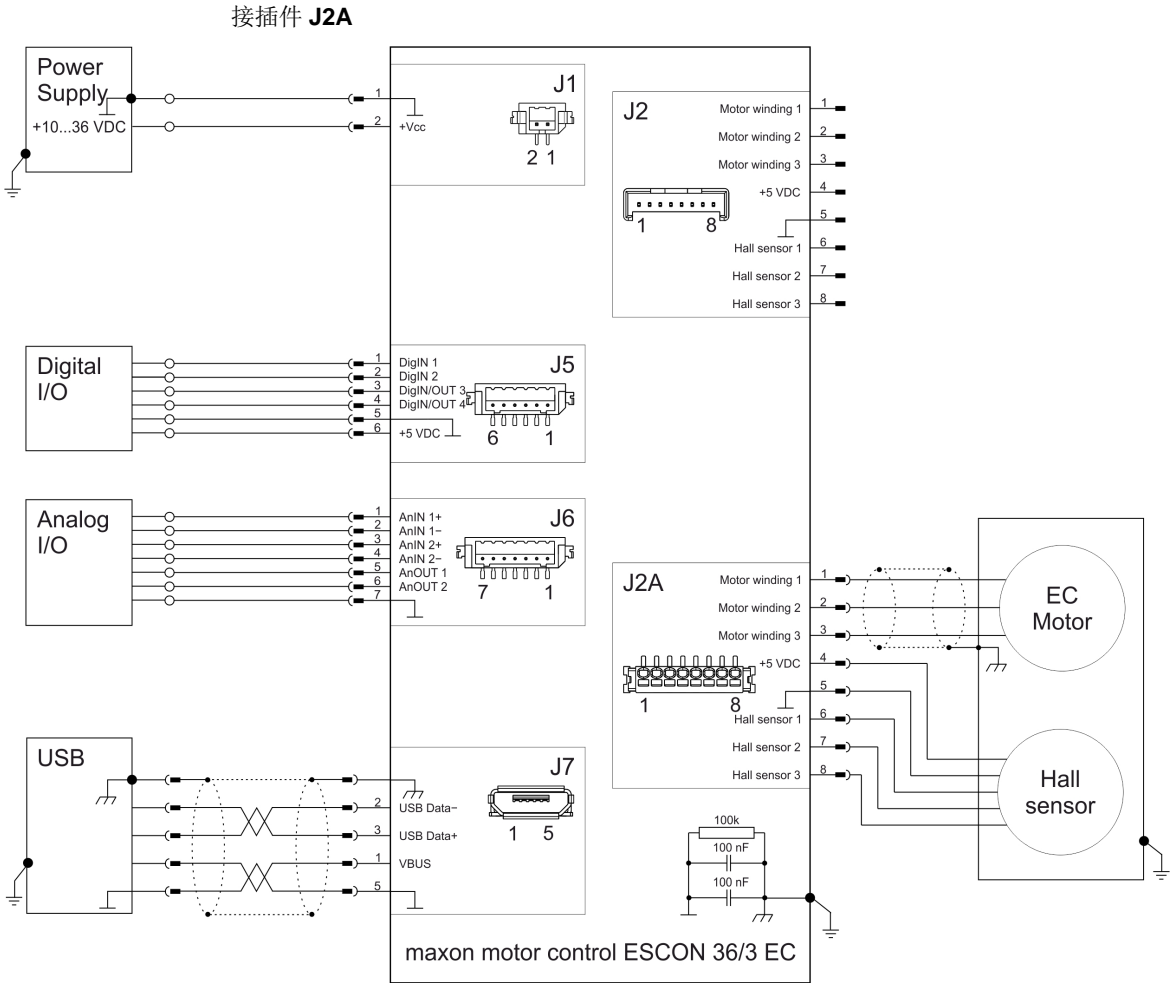 接插件 J2A
Power
Supply
+10...36 VDC
1
2
+Vcc
J1
2 1
J2
1 8
Motor winding 1
1
Motor winding 2
2
Motor winding 3
3
+5 VDC
4
5
Hall sensor 1
6
Hall sensor 2
7
Hall sensor 3
8
Digital
I/O
1
DigIN 1
2
DigIN 2
3
DigIN/OUT 3
4
DigIN/OUT 4
5
6
+5 VDC
J5
6 1
Analog
I/O
1
AnIN 1+
2
AnIN 1−
3
AnIN 2+
4
AnIN 2−
5
AnOUT 1
6
AnOUT 2
7
J6
7 1
J2A
1 8
Motor winding 1
1
Motor winding 2
2
Motor winding 3
3
+5 VDC
4
5
Hall sensor 1
6
Hall sensor 2
7
Hall sensor 3
8
EC
Motor
Hall
sensor
USB
2
USB Data−
3
USB Data+
1
VBUS
5
J7
1 5
100k
100 nF
100 nF
maxon motor control ESCON 36/3 EC